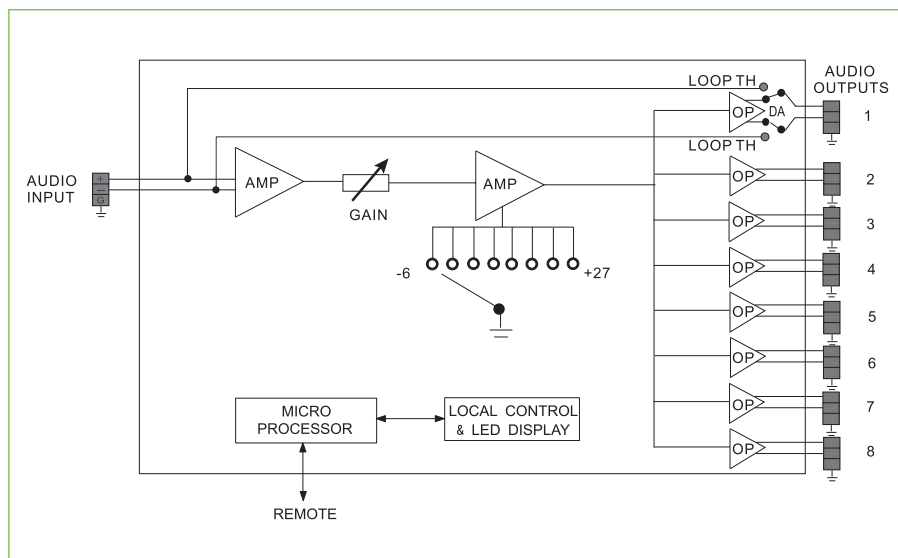 LOOP TH
AUDIO
OUTPUTS
OP
DA
1
LOOP TH
AUDIO
INPUT
+
−
G
AMP
GAIN
AMP
-6
+27
OP
2
OP
3
OP
4
OP
5
OP
6
OP
7
OP
8
MICRO
PROCESSOR
LOCAL CONTROL
& LED DISPLAY
REMOTE